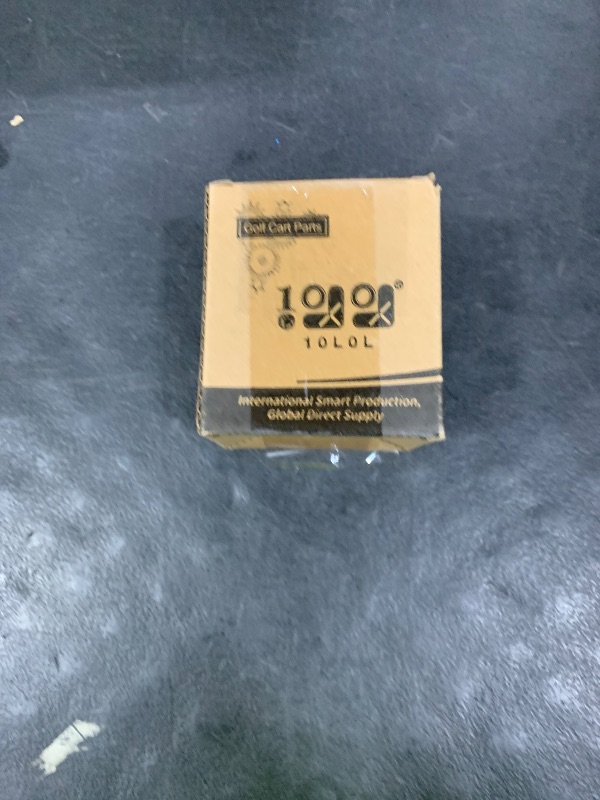 Golf Cart Parts
10L0L
International Smart Production,
Global Direct Supply